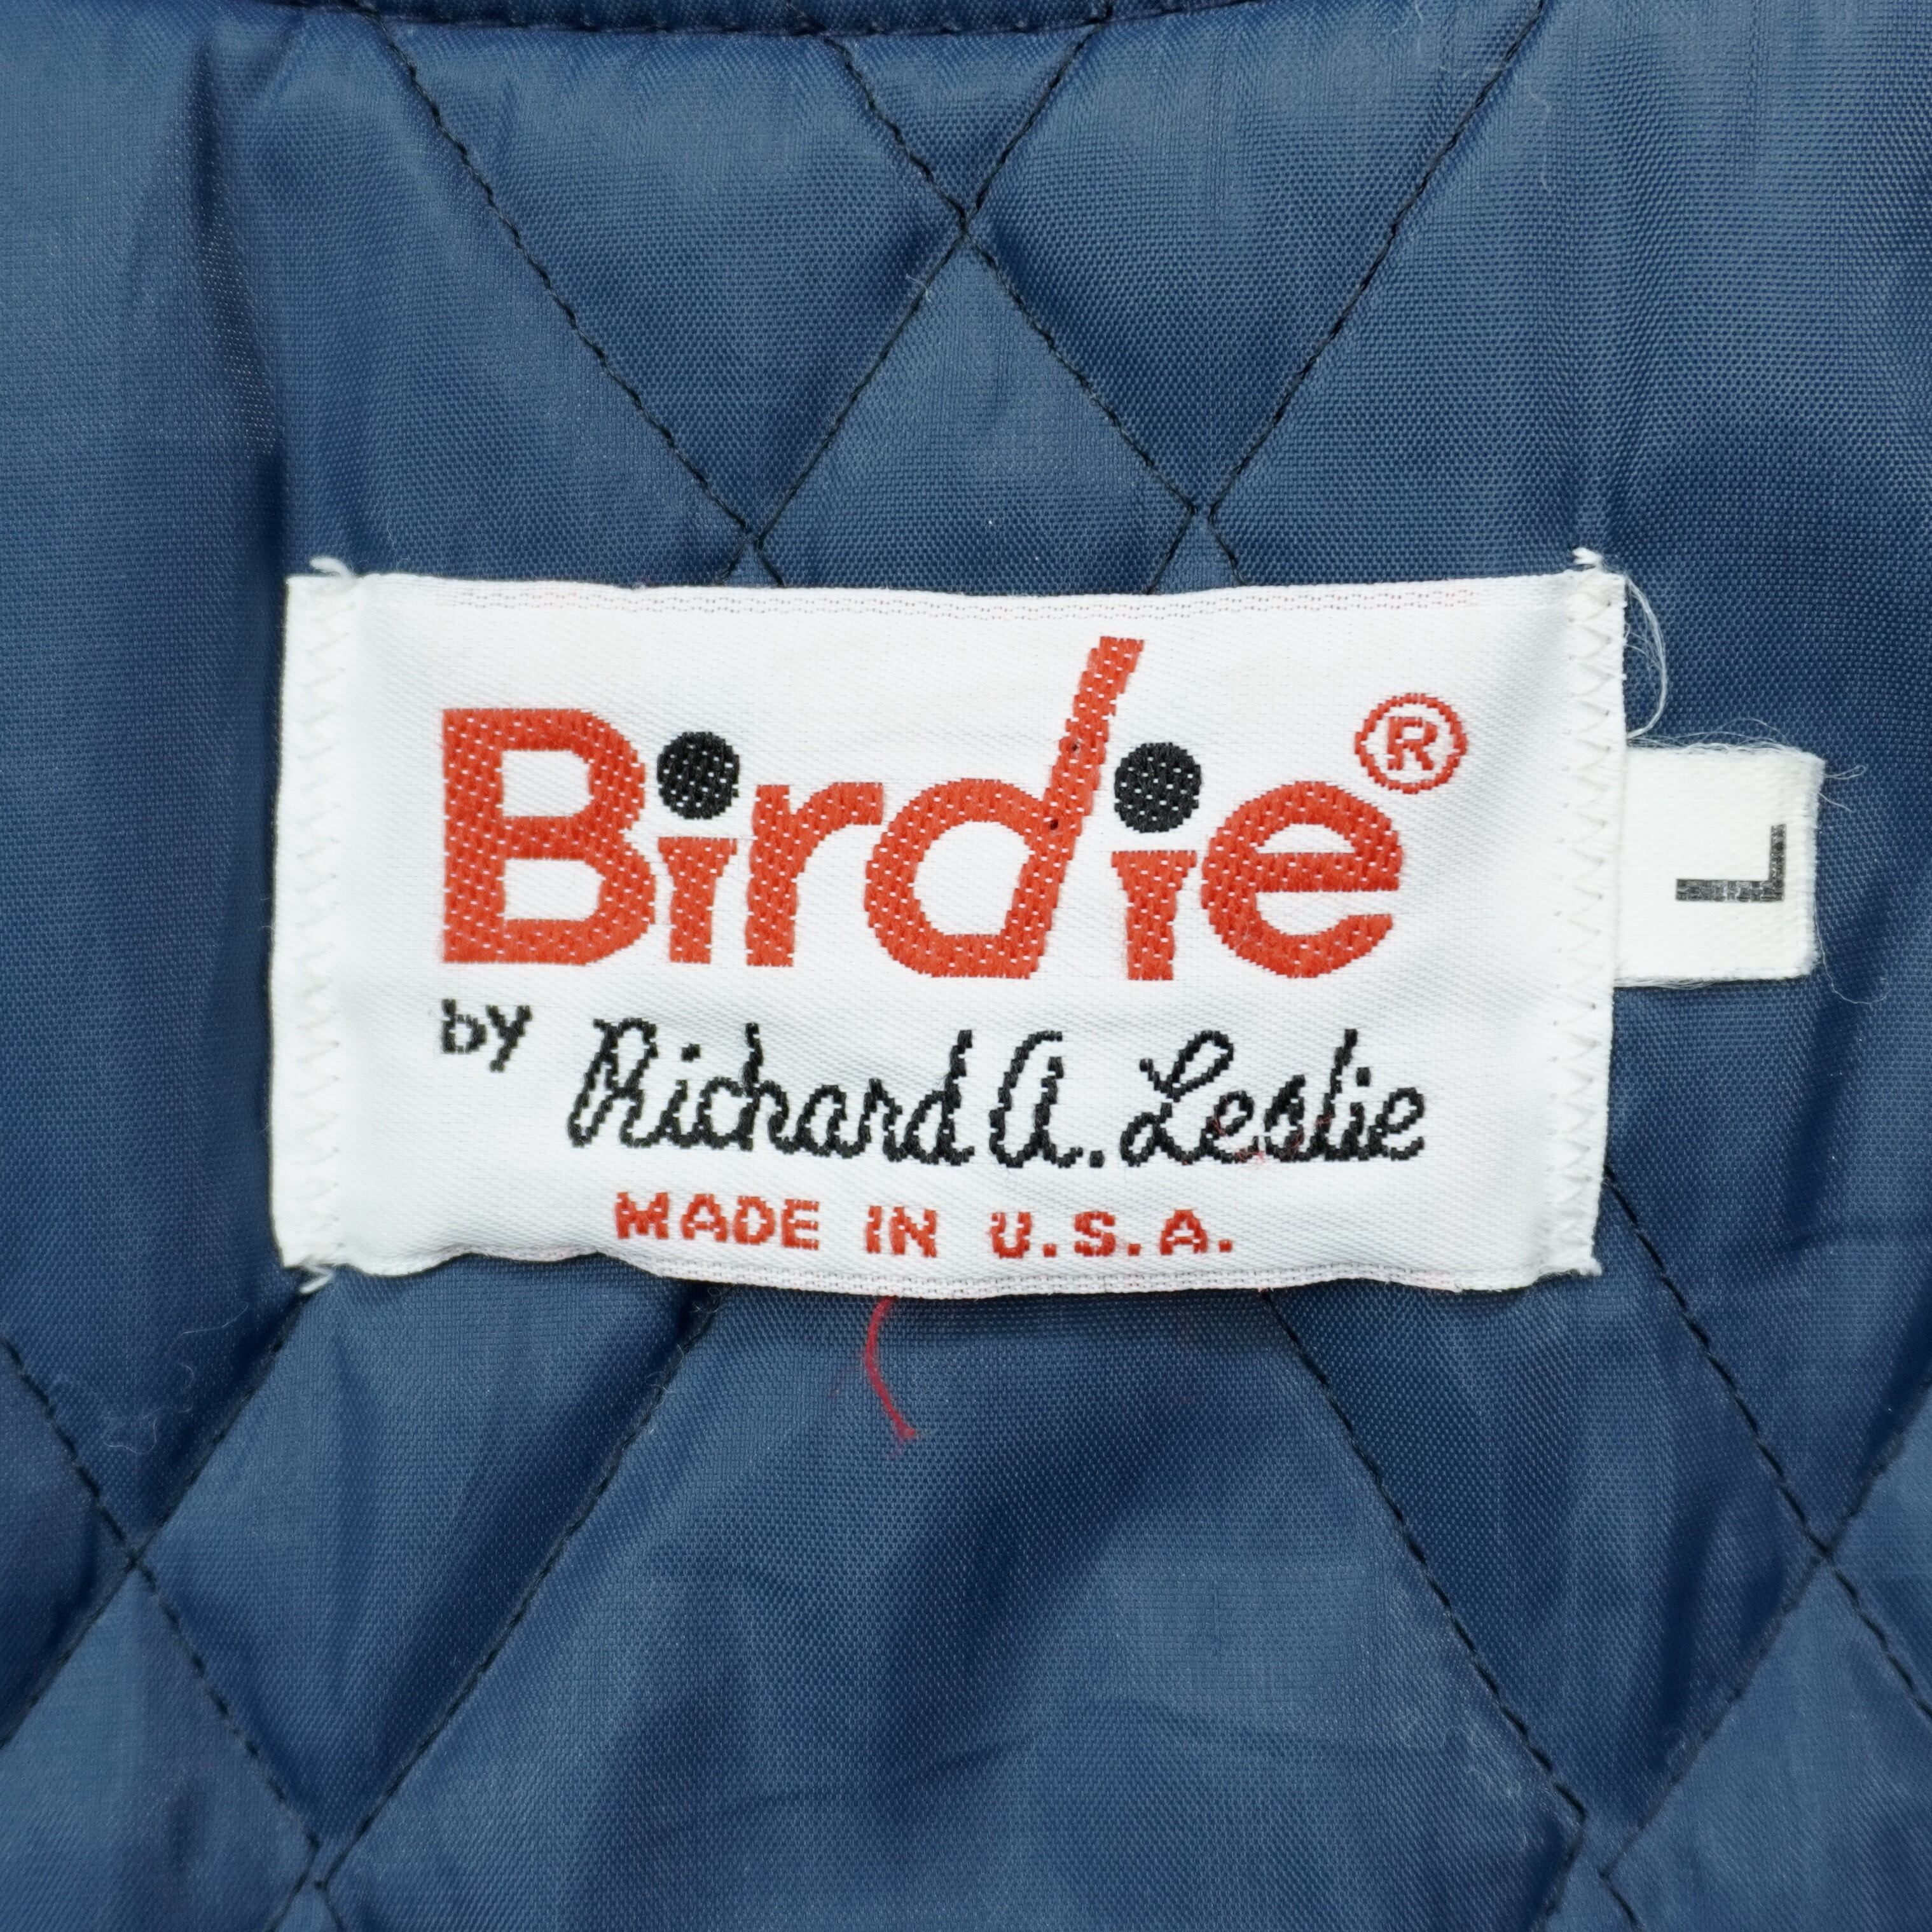 Birdie®
by Richard A. Leslie
MADE IN U.S.A.
L